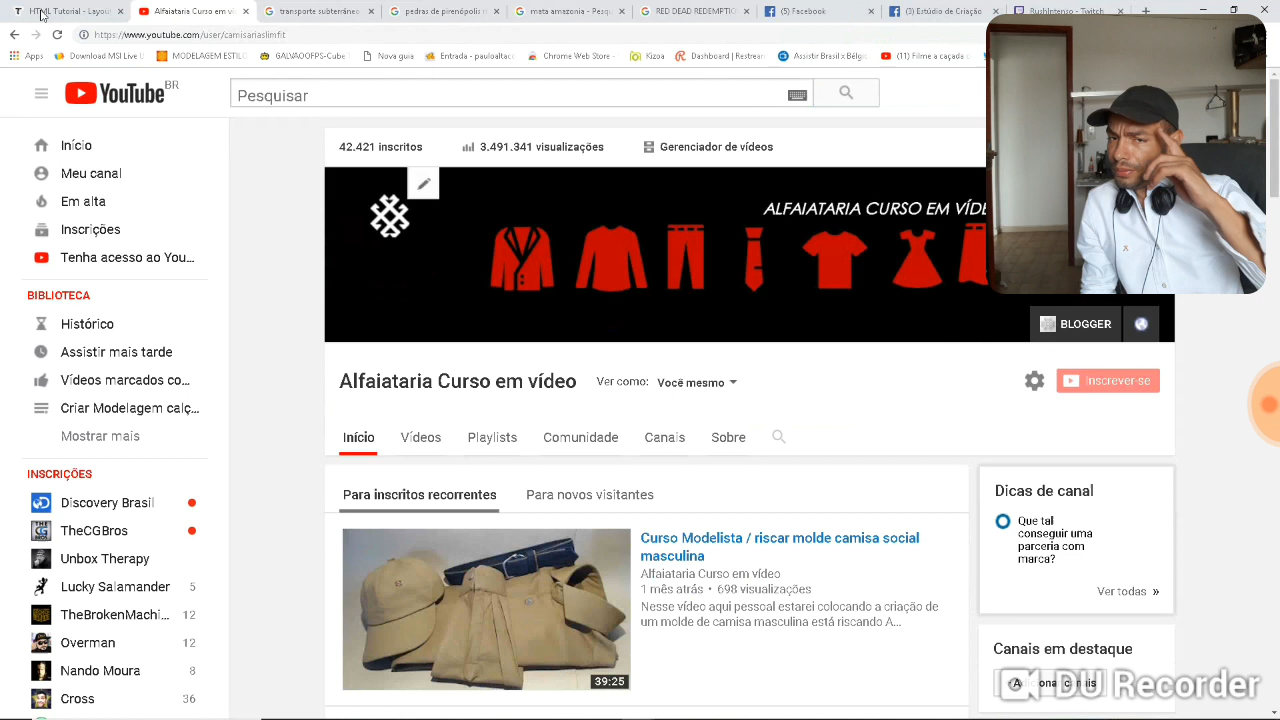 HTML Tutorial - Layou
Alfaiataria Curso em ví
transporte subterrân
pedras de pirenópolis
mata amazonica - Pesqu
RED DEAD REDEMPTIO
(5) Facebook
(3) Estúdio de Criação
https://www.youtube.com/user/camisariaslimfit
Apps
Download MSI Live U
MODELAGEM ESTILO
Nova guia
Entrada - pauloaltac
Chrome Web Store -
Kizoa
Dashboard | Restrean
Assistir Brasil x Bélgic
(11) Filme a caçada c
YouTube BR
Pesquisar
Início
Meu canal
Em alta
Inscrições
Tenha acesso ao You...
BIBLIOTECA
Histórico
Assistir mais tarde
Vídeos marcados co...
Criar Modelagem calç...
Mostrar mais
INSCRIÇÕES
Discovery Brasil
TheCGBros
Unbox Therapy
Lucky Salamander 5
TheBrokenMachi... 12
Overman 12
Nando Moura 8
Cross 36
42.421 inscritos
3.491.341 visualizações
Gerenciador de vídeos
ALFAIATARIA CURSO EM VÍDE
BLOGGER
Alfaiataria Curso em vídeo
Ver como: Você mesmo
Inscrever-se
Início
Vídeos
Playlists
Comunidade
Canais
Sobre
Para inscritos recorrentes
Para novos visitantes
39:25
Curso Modelista / riscar molde camisa social
masculina
Alfaiataria Curso em vídeo
1 mês atrás • 698 visualizações
Nesse vídeo aqui pessoal estarei colocando a criação de
um molde de camisa masculina está riscando A...
Dicas de canal
Que tal
conseguir uma
parceria com
marca?
Ver todas »
Canais em destaque
Adicionar canais
DU Recorder